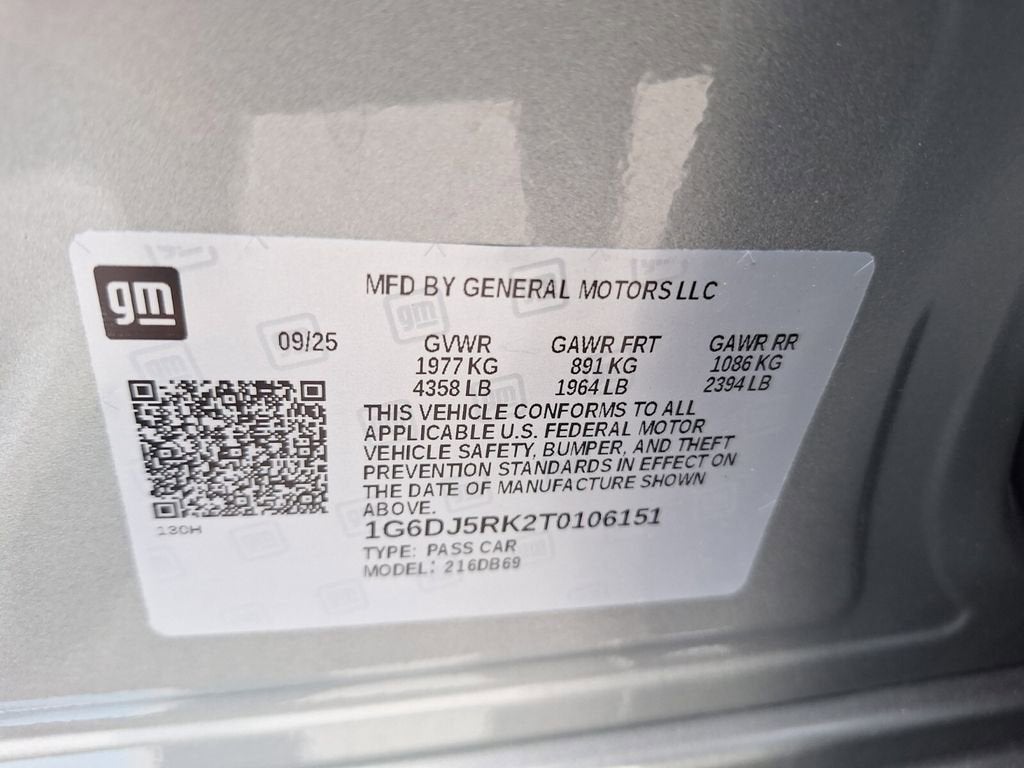 gm
MFD BY GENERAL MOTORS LLC
09/25 GVWR GAWR FRT GAWR RR
1977 KG 891 KG 1086 KG
4358 LB 1964 LB 2394 LB
THIS VEHICLE CONFORMS TO ALL
APPLICABLE U.S. FEDERAL MOTOR
VEHICLE SAFETY, BUMPER, AND THEFT
PREVENTION STANDARDS IN EFFECT ON
THE DATE OF MANUFACTURE SHOWN
ABOVE.
1G6DJ5RK2T0106151
13CH
TYPE: PASS CAR
MODEL: 216DB69